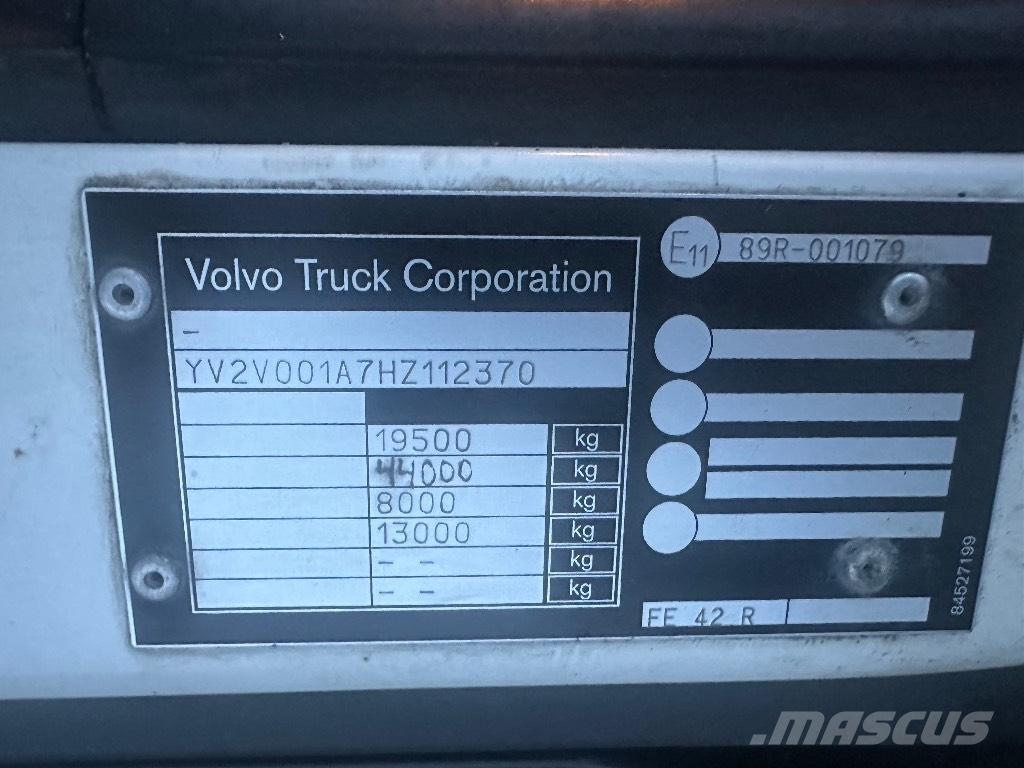 Volvo Truck Corporation
-
YV2V001A7HZ112370
19500 kg
44000 kg
8000 kg
13000 kg
- - kg
- - kg
E11 89R-001079
FE 42 R
84527199
MASCUS